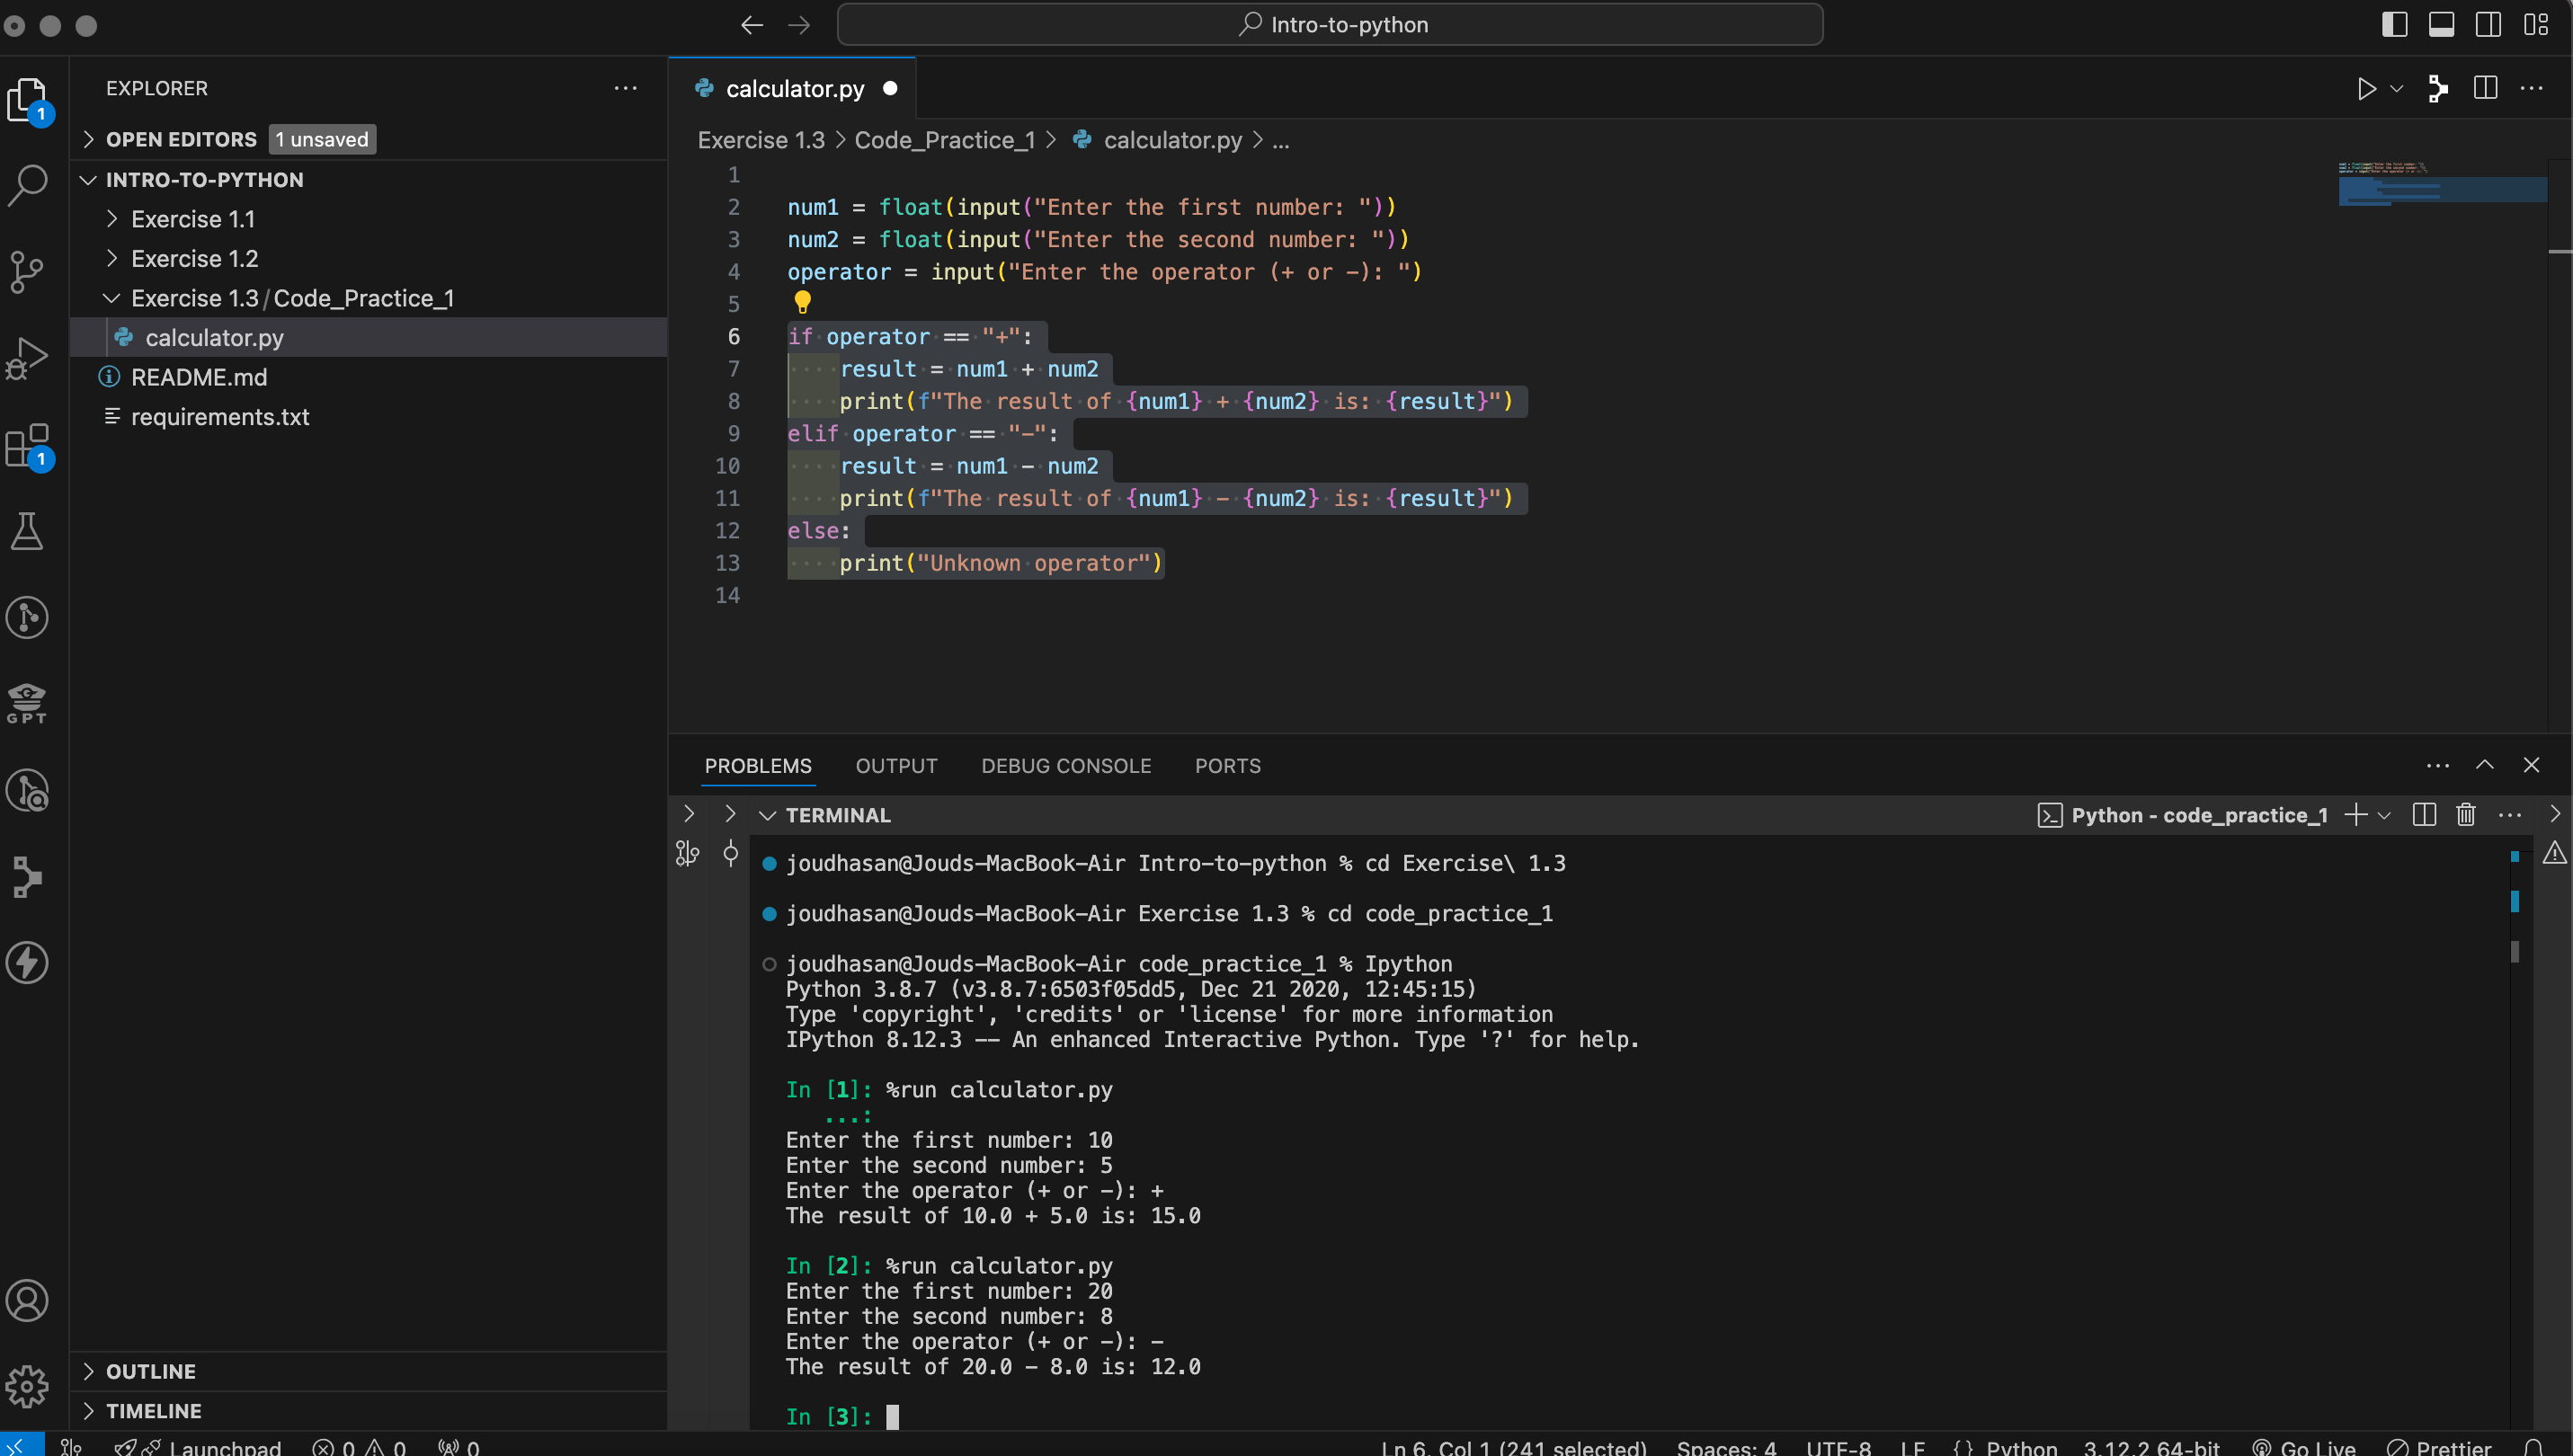 Intro-to-python
EXPLORER
OPEN EDITORS 1 unsaved
INTRO-TO-PYTHON
Exercise 1.1
Exercise 1.2
Exercise 1.3 / Code_Practice_1
calculator.py
README.md
requirements.txt
OUTLINE
TIMELINE
1
1
GPT
calculator.py
Exercise 1.3 > Code_Practice_1 > calculator.py > ...
1
2 num1 = float(input("Enter the first number: "))
3 num2 = float(input("Enter the second number: "))
4 operator = input("Enter the operator (+ or -): ")
5
6 if operator == "+":
7     result = num1 + num2
8     print(f"The result of {num1} + {num2} is: {result}")
9 elif operator == "-":
10     result = num1 - num2
11     print(f"The result of {num1} - {num2} is: {result}")
12 else:
13     print("Unknown operator")
14
PROBLEMS OUTPUT DEBUG CONSOLE PORTS
TERMINAL Python - code_practice_1
joudhasan@Jouds-MacBook-Air Intro-to-python % cd Exercise\ 1.3
joudhasan@Jouds-MacBook-Air Exercise 1.3 % cd code_practice_1
joudhasan@Jouds-MacBook-Air code_practice_1 % Ipython
Python 3.8.7 (v3.8.7:6503f05dd5, Dec 21 2020, 12:45:15)
Type 'copyright', 'credits' or 'license' for more information
IPython 8.12.3 -- An enhanced Interactive Python. Type '?' for help.
In [1]: %run calculator.py
...:
Enter the first number: 10
Enter the second number: 5
Enter the operator (+ or -): +
The result of 10.0 + 5.0 is: 15.0
In [2]: %run calculator.py
Enter the first number: 20
Enter the second number: 8
Enter the operator (+ or -): -
The result of 20.0 - 8.0 is: 12.0
In [3]:
Launchpad 0 0 0 Ln 6, Col 1 (241 selected) Spaces: 4 UTF-8 LF {} Python 3.12.2 64-bit Go Live Prettier